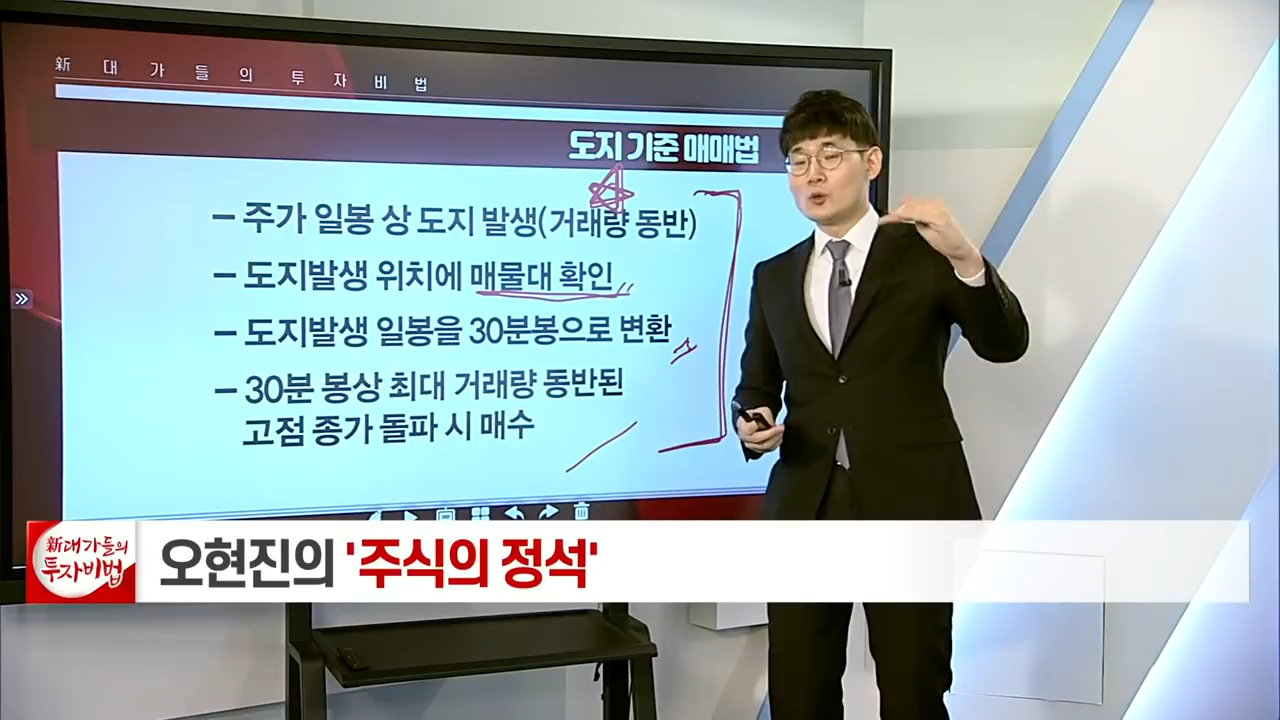 新대가들의투자비법
도지 기준 매매법
– 주가 일봉 상 도지 발생(거래량 동반)
– 도지발생 위치에 매물대 확인
– 도지발생 일봉을 30분봉으로 변환
– 30분 봉상 최대 거래량 동반된
고점 종가 돌파 시 매수
新대가들의
투자비법
오현진의 '주식의 정석'